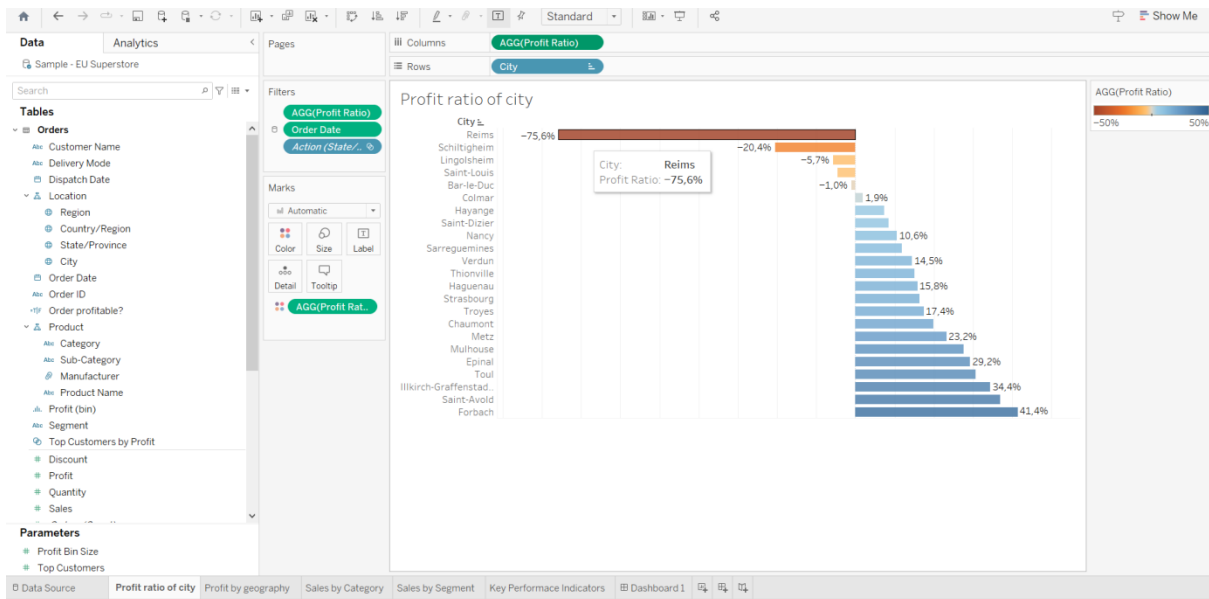 Standard
Show Me
Data
Analytics
Sample - EU Superstore
Search
Tables
Orders
Abc Customer Name
Abc Delivery Mode
Dispatch Date
Location
Region
Country/Region
State/Province
City
Order Date
Abc Order ID
Order profitable?
Product
Abc Category
Abc Sub-Category
Manufacturer
Abc Product Name
Profit (bin)
Abc Segment
Top Customers by Profit
# Discount
# Profit
# Quantity
# Sales
Parameters
# Profit Bin Size
# Top Customers
Pages
Filters
AGG(Profit Ratio)
Order Date
Action (State/..
Marks
Automatic
Color Size Label
Detail Tooltip
AGG(Profit Rat..
Columns AGG(Profit Ratio)
Rows City
Profit ratio of city
City
Reims −75,6%
Schiltigheim −20,4%
Lingolsheim −5,7%
Saint-Louis
Bar-le-Duc −1,0%
Colmar 1,9%
Hayange
Saint-Dizier
Nancy 10,6%
Sarreguemines
Verdun 14,5%
Thionville
Haguenau 15,8%
Strasbourg
Troyes 17,4%
Chaumont
Metz 23,2%
Mulhouse
Epinal 29,2%
Toul
Illkirch-Graffenstad.. 34,4%
Saint-Avold
Forbach 41,4%
City: Reims
Profit Ratio: −75,6%
AGG(Profit Ratio)
−50% 50%
Data Source Profit ratio of city Profit by geography Sales by Category Sales by Segment Key Performace Indicators Dashboard 1